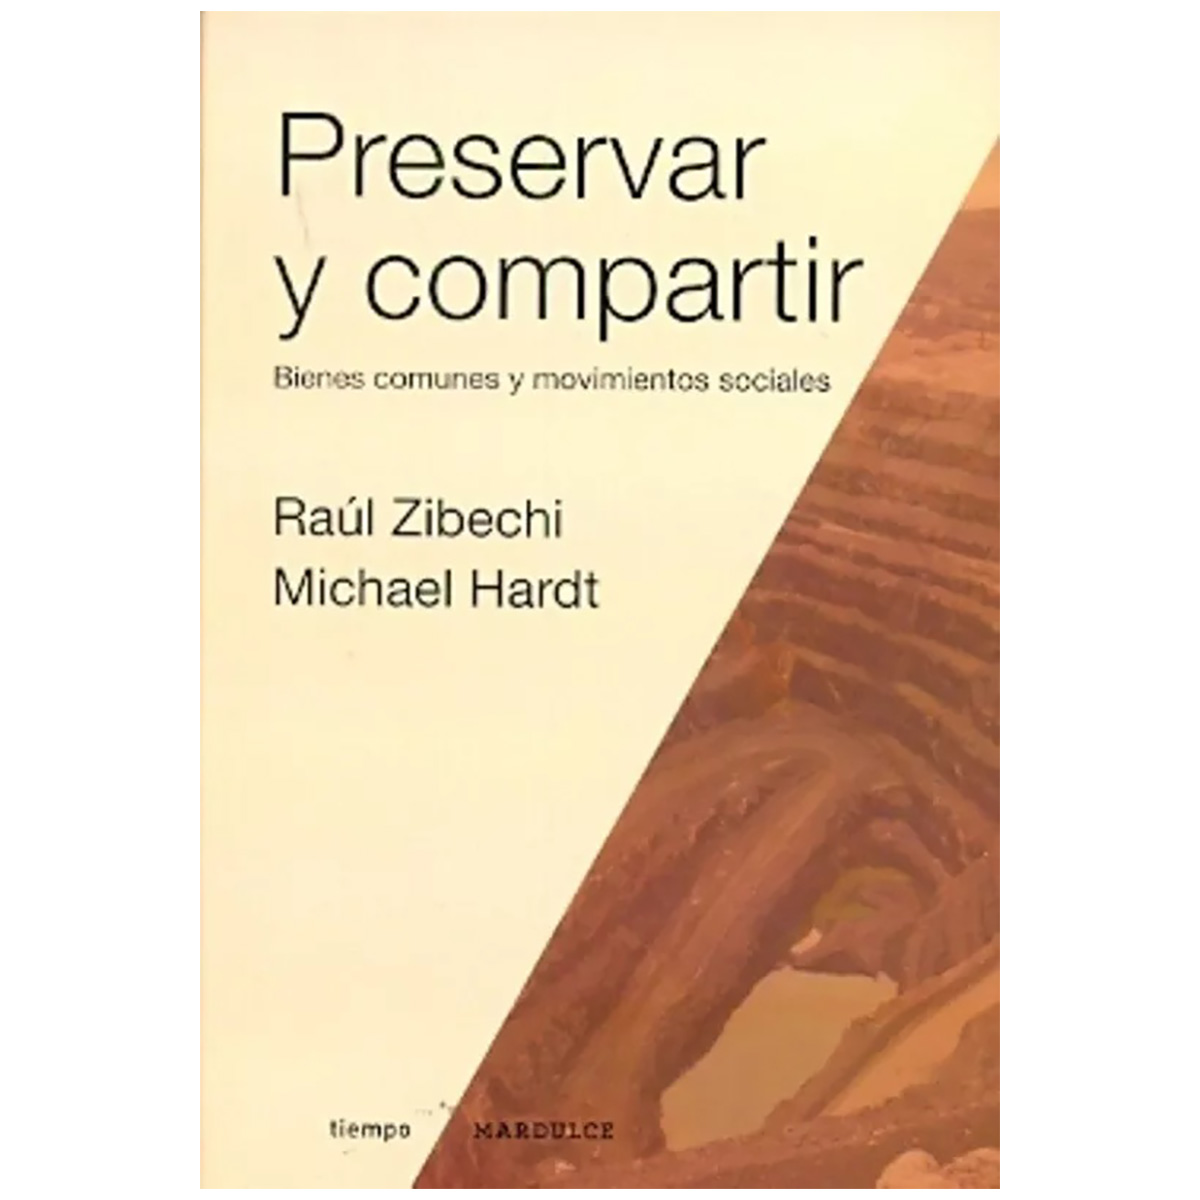 Preservar
y compartir
Bienes comunes y movimientos sociales
Raúl Zibechi
Michael Hardt
tiempo MARDULCE